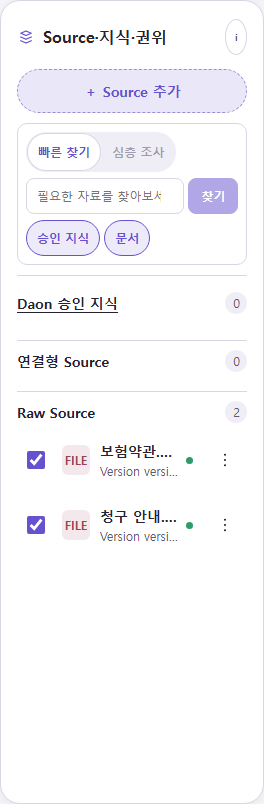 Source·지식·권위
i
+ Source 추가
빠른 찾기 심층 조사
필요한 자료를 찾아보세 찾기
승인 지식 문서
Daon 승인 지식 0
연결형 Source 0
Raw Source 2
FILE 보험약관....
Version versi...
FILE 청구 안내....
Version versi...